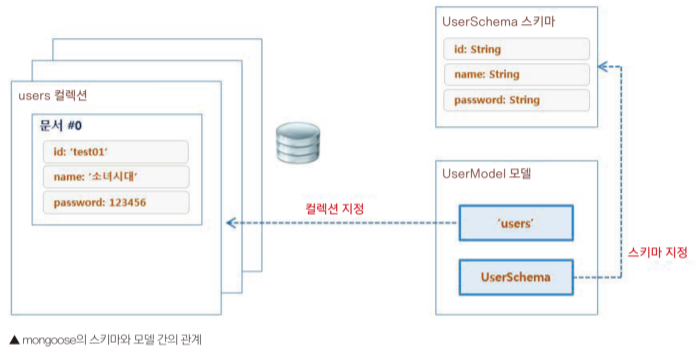 users 컬렉션
문서 #0
id: 'test01'
name: '소녀시대'
password: 123456
컬렉션 지정
UserSchema 스키마
id: String
name: String
password: String
UserModel 모델
'users'
UserSchema
스키마 지정
▲ mongoose의 스키마와 모델 간의 관계